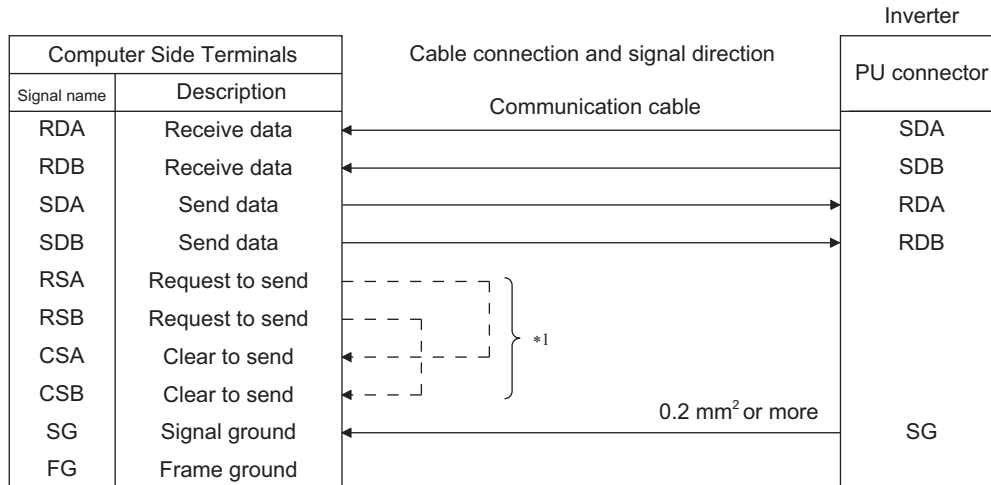 Inverter
Computer Side Terminals
Cable connection and signal direction
PU connector
Signal name Description
Communication cable
RDA Receive data SDA
RDB Receive data SDB
SDA Send data RDA
SDB Send data RDB
RSA Request to send
RSB Request to send
*1
CSA Clear to send
CSB Clear to send
0.2 mm² or more
SG Signal ground SG
FG Frame ground